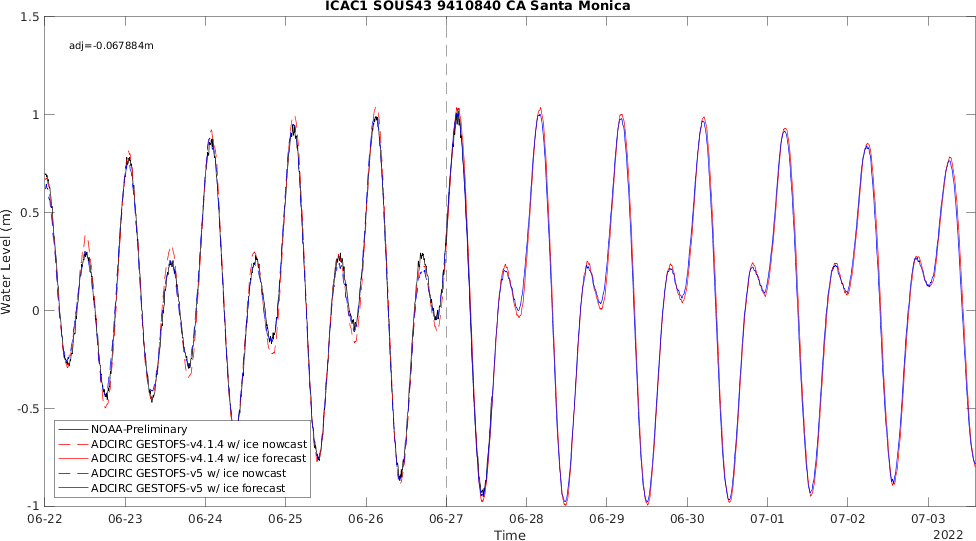 ICAC1 SOUS43 9410840 CA Santa Monica
1.5
adj=-0.067884m
1
0.5
0
-0.5
-1
Water Level (m)
NOAA-Preliminary
ADCIRC GESTOFS-v4.1.4 w/ ice nowcast
ADCIRC GESTOFS-v4.1.4 w/ ice forecast
ADCIRC GESTOFS-v5 w/ ice nowcast
ADCIRC GESTOFS-v5 w/ ice forecast
06-22 06-23 06-24 06-25 06-26 06-27 06-28 06-29 06-30 07-01 07-02 07-03
Time
2022